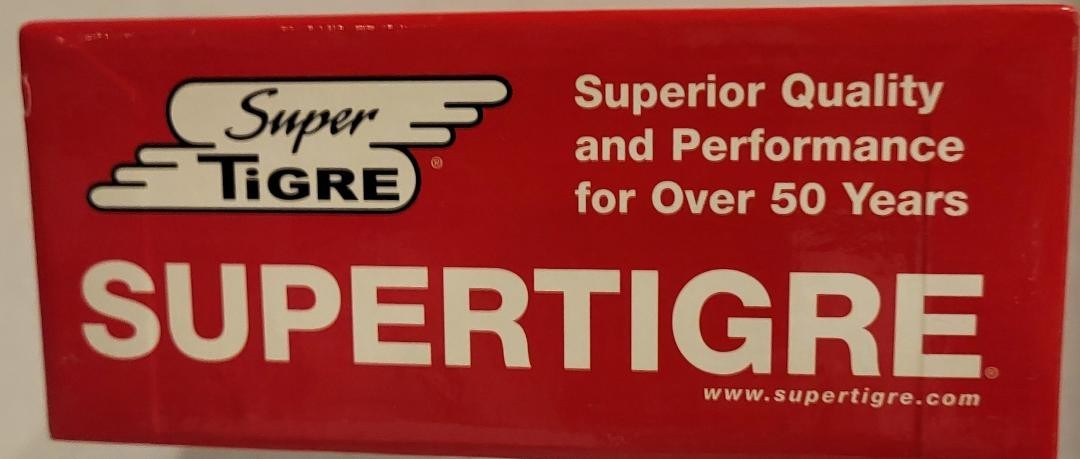 Super
TiGRE®
Superior Quality
and Performance
for Over 50 Years
SUPERTIGRE®
www.supertigre.com